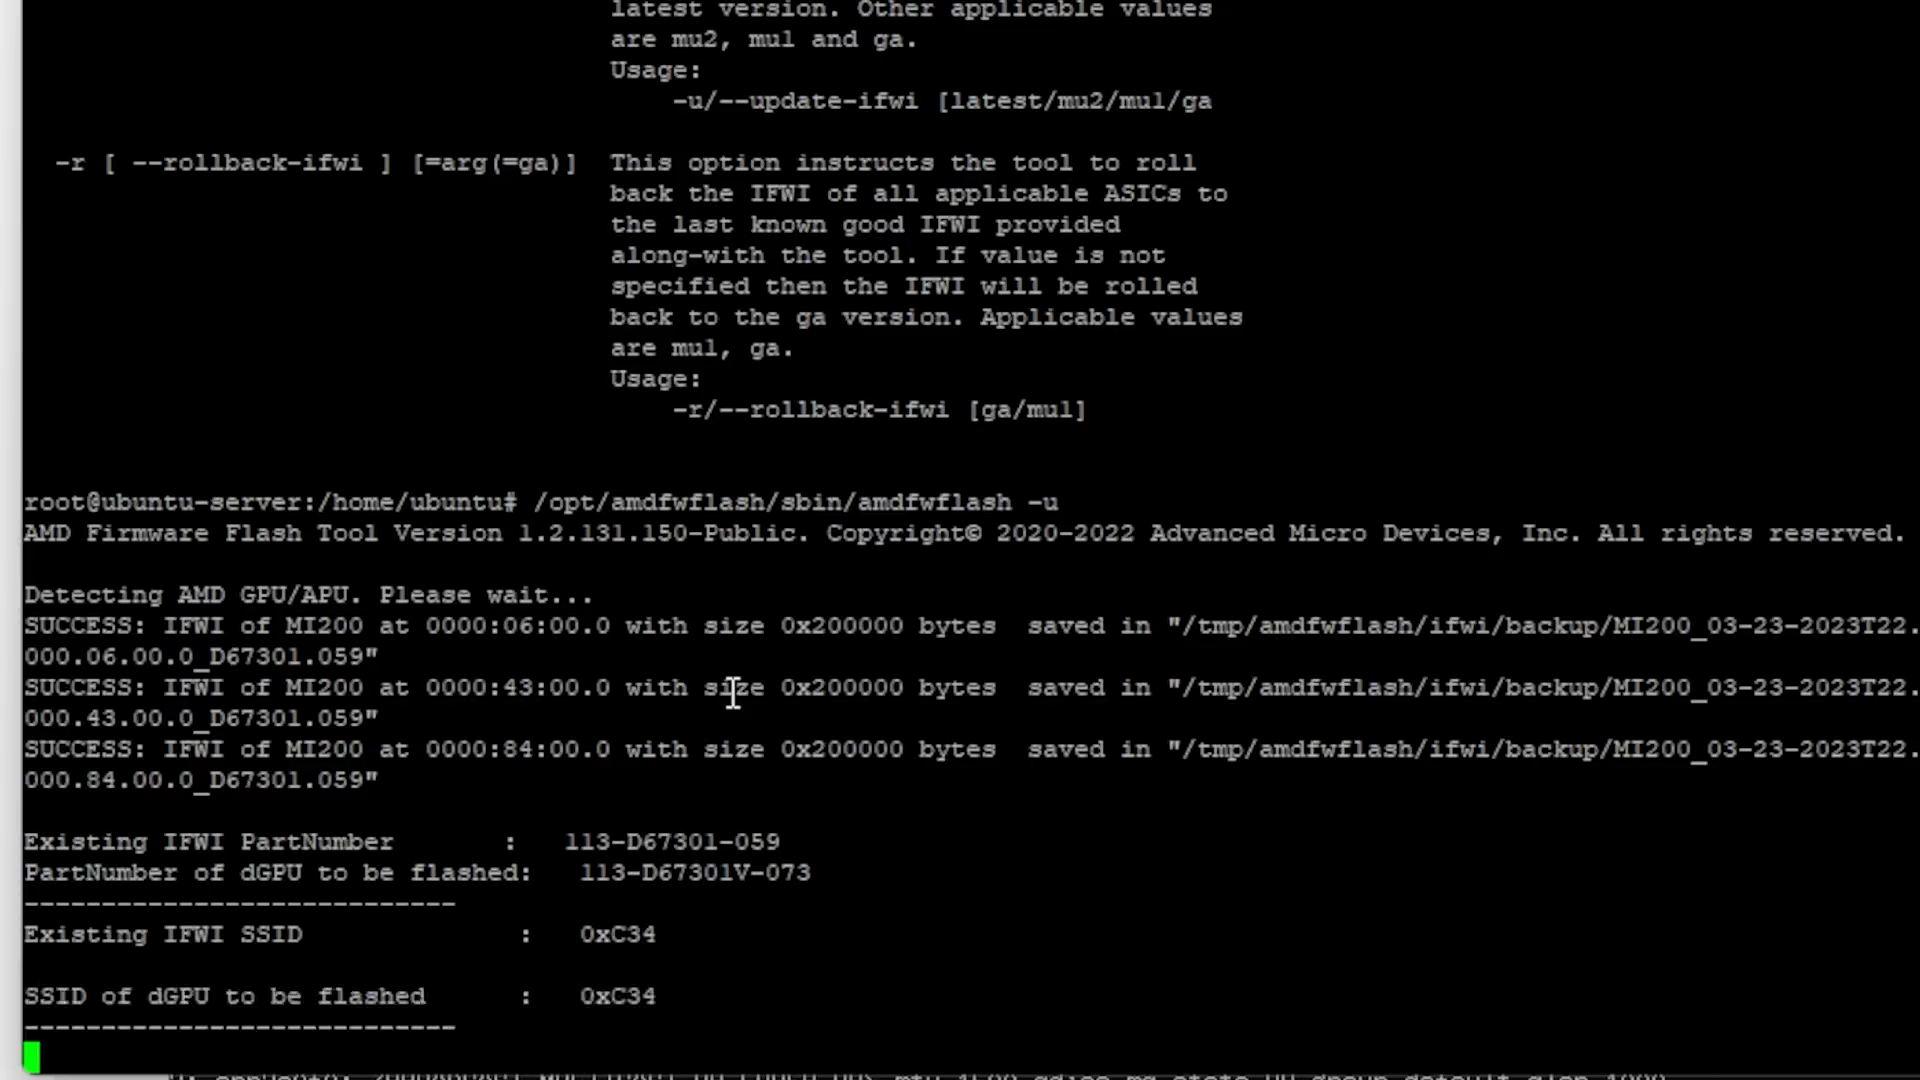 latest version. Other applicable values
are mu2, mu1 and ga.
Usage:
-u/--update-ifwi [latest/mu2/mu1/ga
-r [ --rollback-ifwi ] [=arg(=ga)] This option instructs the tool to roll
back the IFWI of all applicable ASICs to
the last known good IFWI provided
along-with the tool. If value is not
specified then the IFWI will be rolled
back to the ga version. Applicable values
are mu1, ga.
Usage:
-r/--rollback-ifwi [ga/mu1]
root@ubuntu-server:/home/ubuntu# /opt/amdfwflash/sbin/amdfwflash -u
AMD Firmware Flash Tool Version 1.2.131.150-Public. Copyright© 2020-2022 Advanced Micro Devices, Inc. All rights reserved.
Detecting AMD GPU/APU. Please wait...
SUCCESS: IFWI of MI200 at 0000:06:00.0 with size 0x200000 bytes  saved in "/tmp/amdfwflash/ifwi/backup/MI200_03-23-2023T22.
000.06.00.0_D67301.059"
SUCCESS: IFWI of MI200 at 0000:43:00.0 with size 0x200000 bytes  saved in "/tmp/amdfwflash/ifwi/backup/MI200_03-23-2023T22.
000.43.00.0_D67301.059"
SUCCESS: IFWI of MI200 at 0000:84:00.0 with size 0x200000 bytes  saved in "/tmp/amdfwflash/ifwi/backup/MI200_03-23-2023T22.
000.84.00.0_D67301.059"
Existing IFWI PartNumber       :   113-D67301-059
PartNumber of dGPU to be flashed:   113-D67301V-073
----------------------------
Existing IFWI SSID              :   0xC34
SSID of dGPU to be flashed      :   0xC34
----------------------------